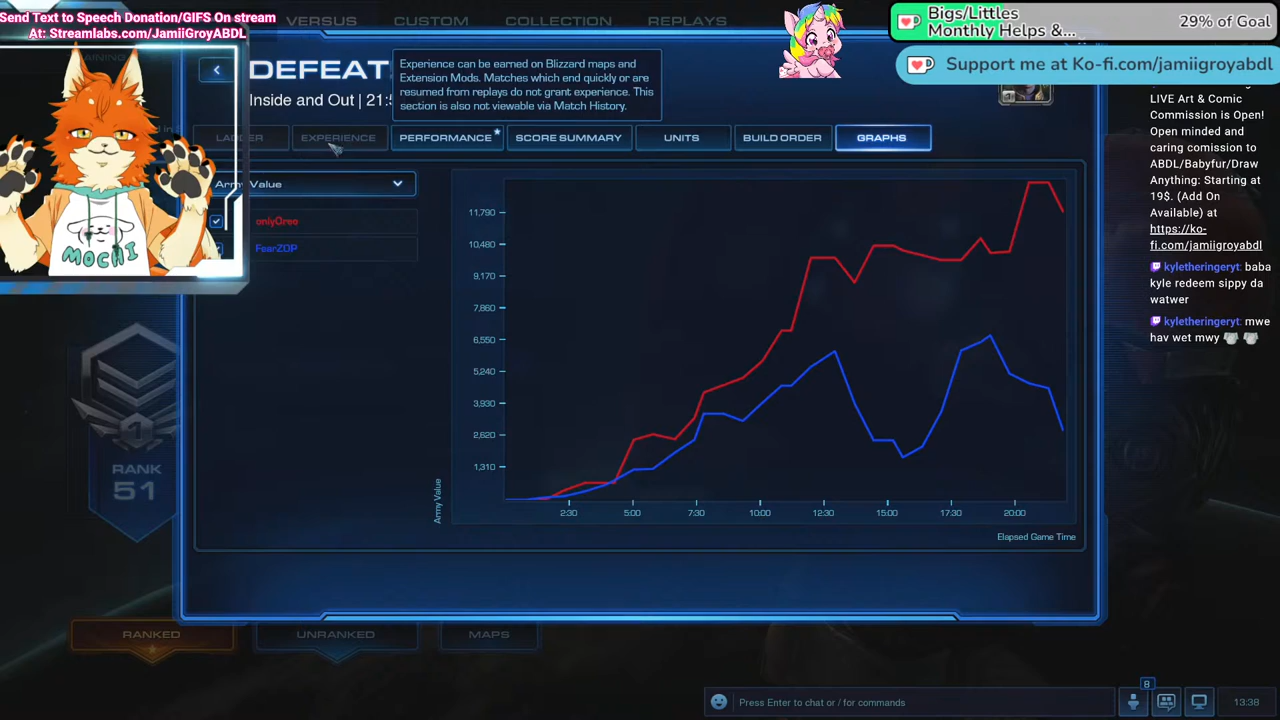 Send Text to Speech Donation/GIFS On stream
At: Streamlabs.com/JamiiGroyABDL
VERSUS
CUSTOM
COLLECTION
REPLAYS
Bigs/Littles
Monthly Helps &...
29% of Goal
Support me at Ko-fi.com/jamiigroyabdl
DEFEAT
Inside and Out | 21:5
Experience can be earned on Blizzard maps and
Extension Mods. Matches which end quickly or are
resumed from replays do not grant experience. This
section is also not viewable via Match History.
1
LADDER
EXPERIENCE
PERFORMANCE
SCORE SUMMARY
UNITS
BUILD ORDER
GRAPHS
Army Value
onlyOreo
FearZOP
MOCHI
11,790
10,480
9,170
7,860
6,550
5,240
3,930
2,620
1,310
Army Value
2:30
5:00
7:30
10:00
12:30
15:00
17:30
20:00
Elapsed Game Time
LIVE Art & Comic
Commission is Open!
Open minded and
caring comission to
ABDL/Babyfur/Draw
Anything: Starting at
19$. (Add On
Available) at
https://ko-
fi.com/jamiigroyabdl
kyletheringeryt: baba
kyle redeem sippy da
watwer
kyletheringeryt: mwe
hav wet mwy
1
RANK
51
RANKED
UNRANKED
MAPS
Press Enter to chat or / for commands
8
13:38